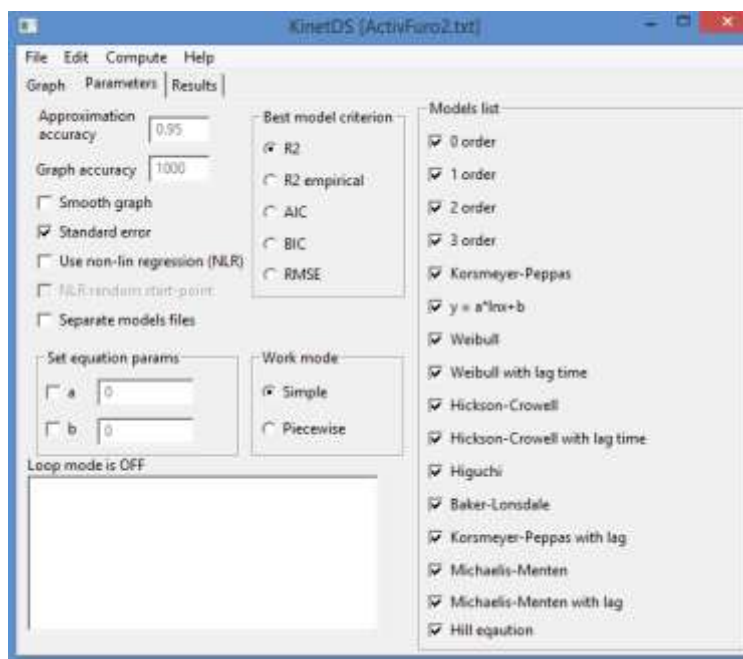 KinetDS [ActivFuro2.txt]
File Edit Compute Help
Graph Parameters Results
Approximation
accuracy 0.95
Graph accuracy 1000
Smooth graph
Standard error
Use non-lin regression (NLR)
NLR random start-point
Separate models files
Best model criterion
R2
R2 empirical
AIC
BIC
RMSE
Set equation params
a 0
b 0
Work mode
Simple
Piecewise
Loop mode is OFF
Models list
0 order
1 order
2 order
3 order
Korsmeyer-Peppas
y = a*lnx+b
Weibull
Weibull with lag time
Hickson-Crowell
Hickson-Crowell with lag time
Higuchi
Baker-Lonsdale
Korsmeyer-Peppas with lag
Michaelis-Menten
Michaelis-Menten with lag
Hill eqaution